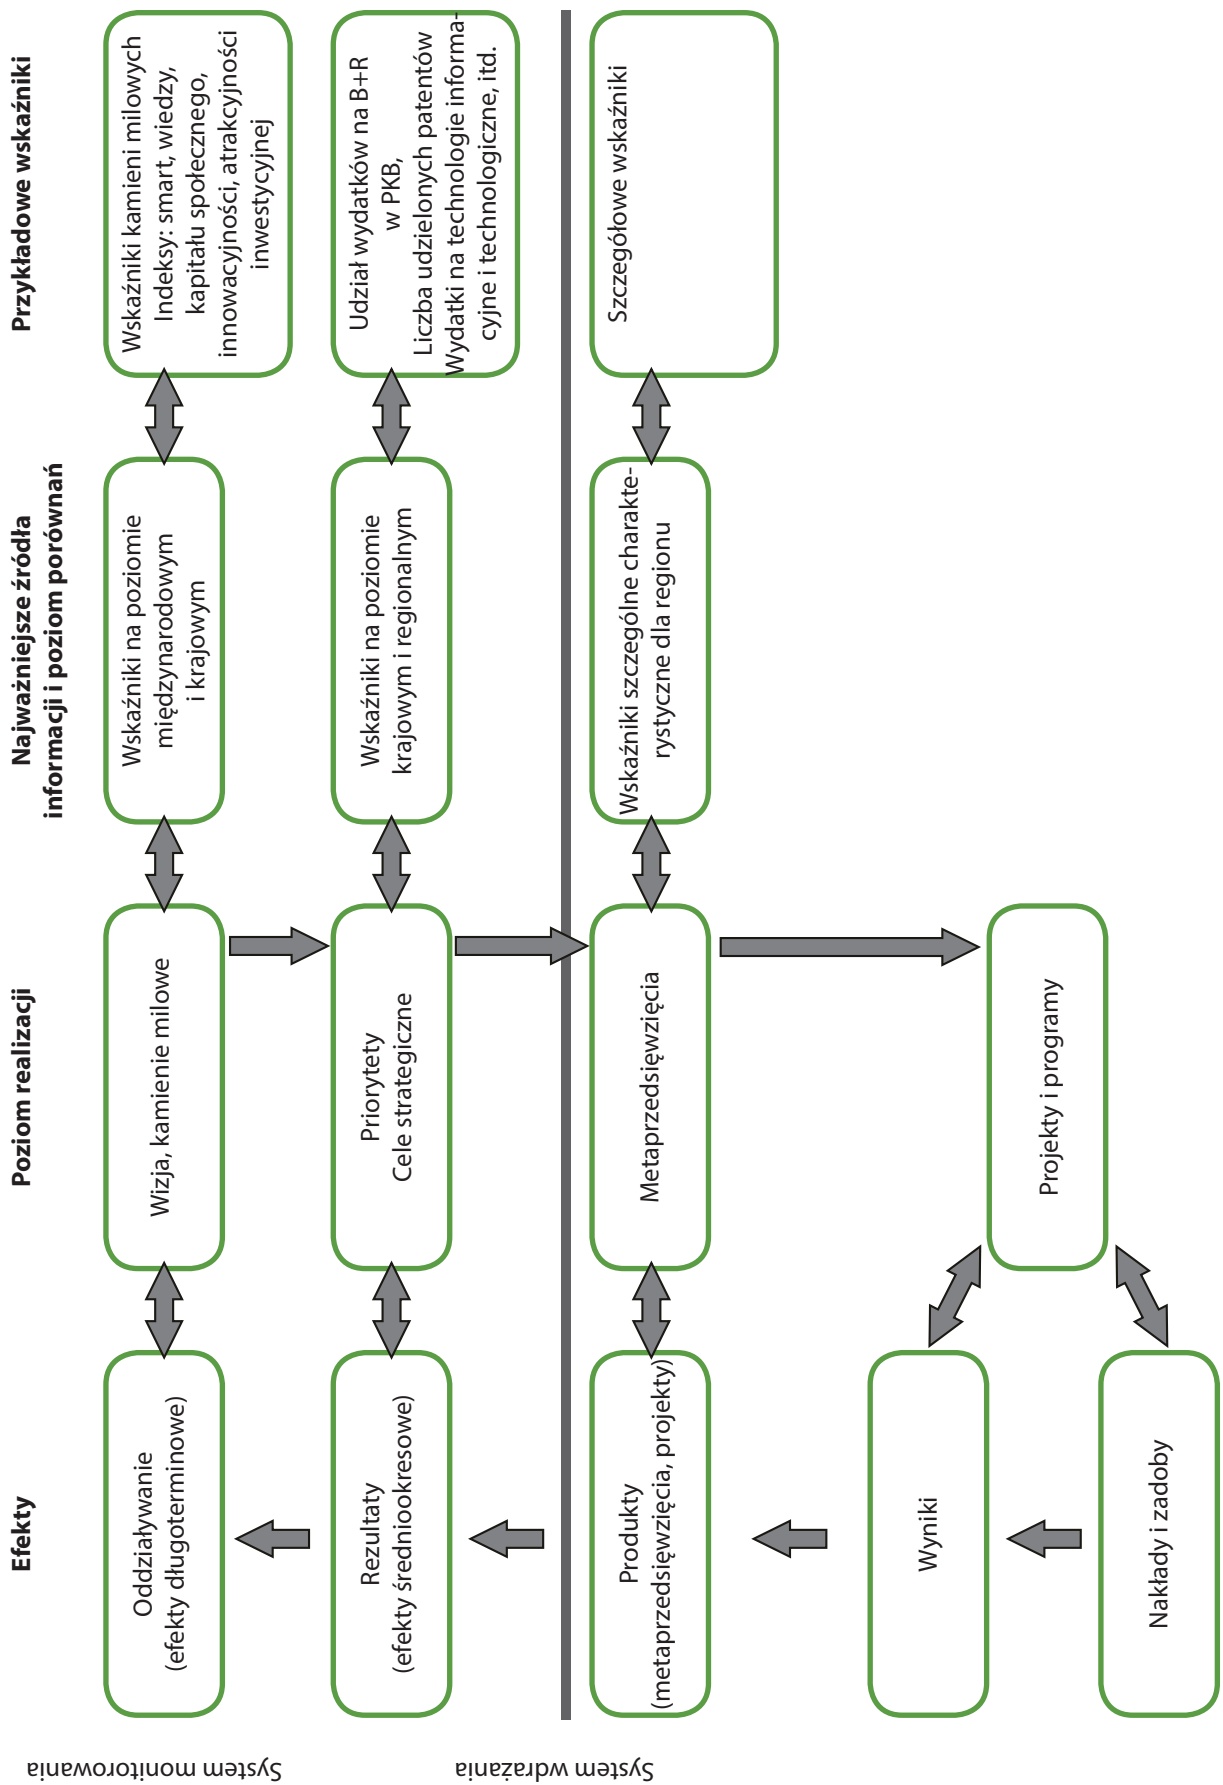 Efekty
Poziom realizacji
Najważniejsze źródła
informacji i poziom porównań
Przykładowe wskaźniki
System monitorowania
Oddziaływanie
(efekty długoterminowe)
Wizja, kamienie milowe
Wskaźniki na poziomie
międzynarodowym
i krajowym
Wskaźniki kamieni milowych
Indeksy: smart, wiedzy,
kapitału społecznego,
innowacyjności, atrakcyjności
inwestycyjnej
Rezultaty
(efekty średniookresowe)
Priorytety
Cele strategiczne
Wskaźniki na poziomie
krajowym i regionalnym
Udział wydatków na B+R
w PKB,
Liczba udzielonych patentów
Wydatki na technologie informa-
cyjne i technologiczne, itd.
System wdrażania
Produkty
(metaprzedsięwzięcia, projekty)
Metaprzedsięwzięcia
Wskaźniki szczególne charakte-
rystyczne dla regionu
Szczegółowe wskaźniki
Wyniki
Projekty i programy
Nakłady i zadoby